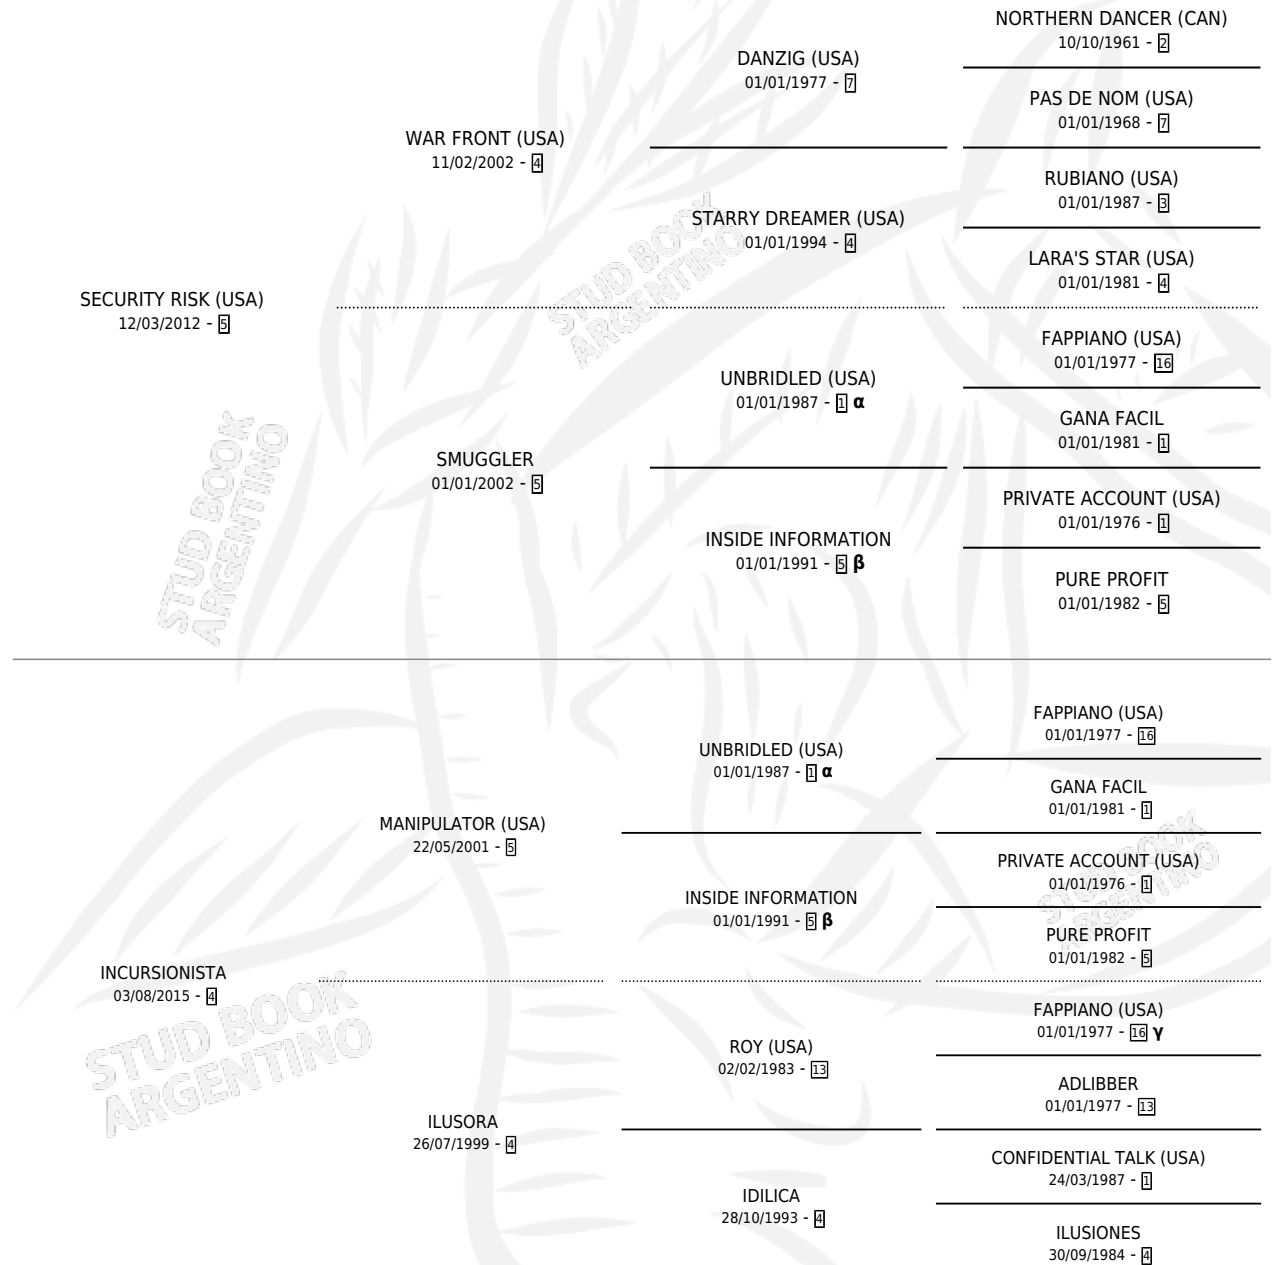 NORTHERN DANCER (CAN)
10/10/1961 - 2
DANZIG (USA)
01/01/1977 - 7
PAS DE NOM (USA)
01/01/1968 - 7
WAR FRONT (USA)
11/02/2002 - 4
RUBIANO (USA)
01/01/1987 - 3
STARRY DREAMER (USA)
01/01/1994 - 4
LARA'S STAR (USA)
01/01/1981 - 4
SECURITY RISK (USA)
12/03/2012 - 5
FAPPIANO (USA)
01/01/1977 - 16
UNBRIDLED (USA)
01/01/1987 - 1 α
GANA FACIL
01/01/1981 - 1
SMUGGLER
01/01/2002 - 5
PRIVATE ACCOUNT (USA)
01/01/1976 - 1
INSIDE INFORMATION
01/01/1991 - 5 β
PURE PROFIT
01/01/1982 - 5
FAPPIANO (USA)
01/01/1977 - 16
UNBRIDLED (USA)
01/01/1987 - 1 α
GANA FACIL
01/01/1981 - 1
MANIPULATOR (USA)
22/05/2001 - 5
PRIVATE ACCOUNT (USA)
01/01/1976 - 1
INSIDE INFORMATION
01/01/1991 - 5 β
PURE PROFIT
01/01/1982 - 5
INCURSIONISTA
03/08/2015 - 4
FAPPIANO (USA)
01/01/1977 - 16 γ
ROY (USA)
02/02/1983 - 13
ADLIBBER
01/01/1977 - 13
ILUSORA
26/07/1999 - 4
CONFIDENTIAL TALK (USA)
24/03/1987 - 1
IDILICA
28/10/1993 - 4
ILUSIONES
30/09/1984 - 4
STUD BOOK
ARGENTINO
STUD BOOK
ARGENTINO
STUD BOOK
ARGENTINO
STUD BOOK
ARGENTINO